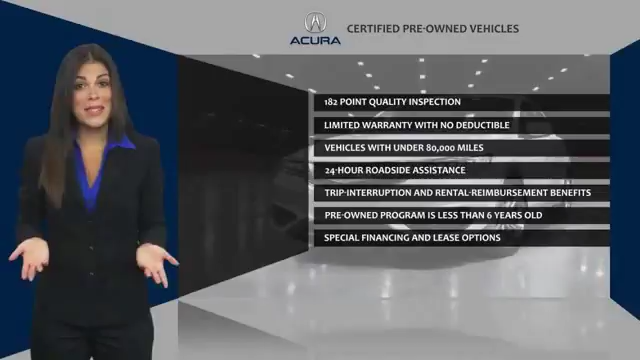 ACURA
CERTIFIED PRE-OWNED VEHICLES
182 POINT QUALITY INSPECTION
LIMITED WARRANTY WITH NO DEDUCTIBLE
VEHICLES WITH UNDER 80,000 MILES
24-HOUR ROADSIDE ASSISTANCE
TRIP-INTERRUPTION AND RENTAL-REIMBURSEMENT BENEFITS
PRE-OWNED PROGRAM IS LESS THAN 6 YEARS OLD
SPECIAL FINANCING AND LEASE OPTIONS